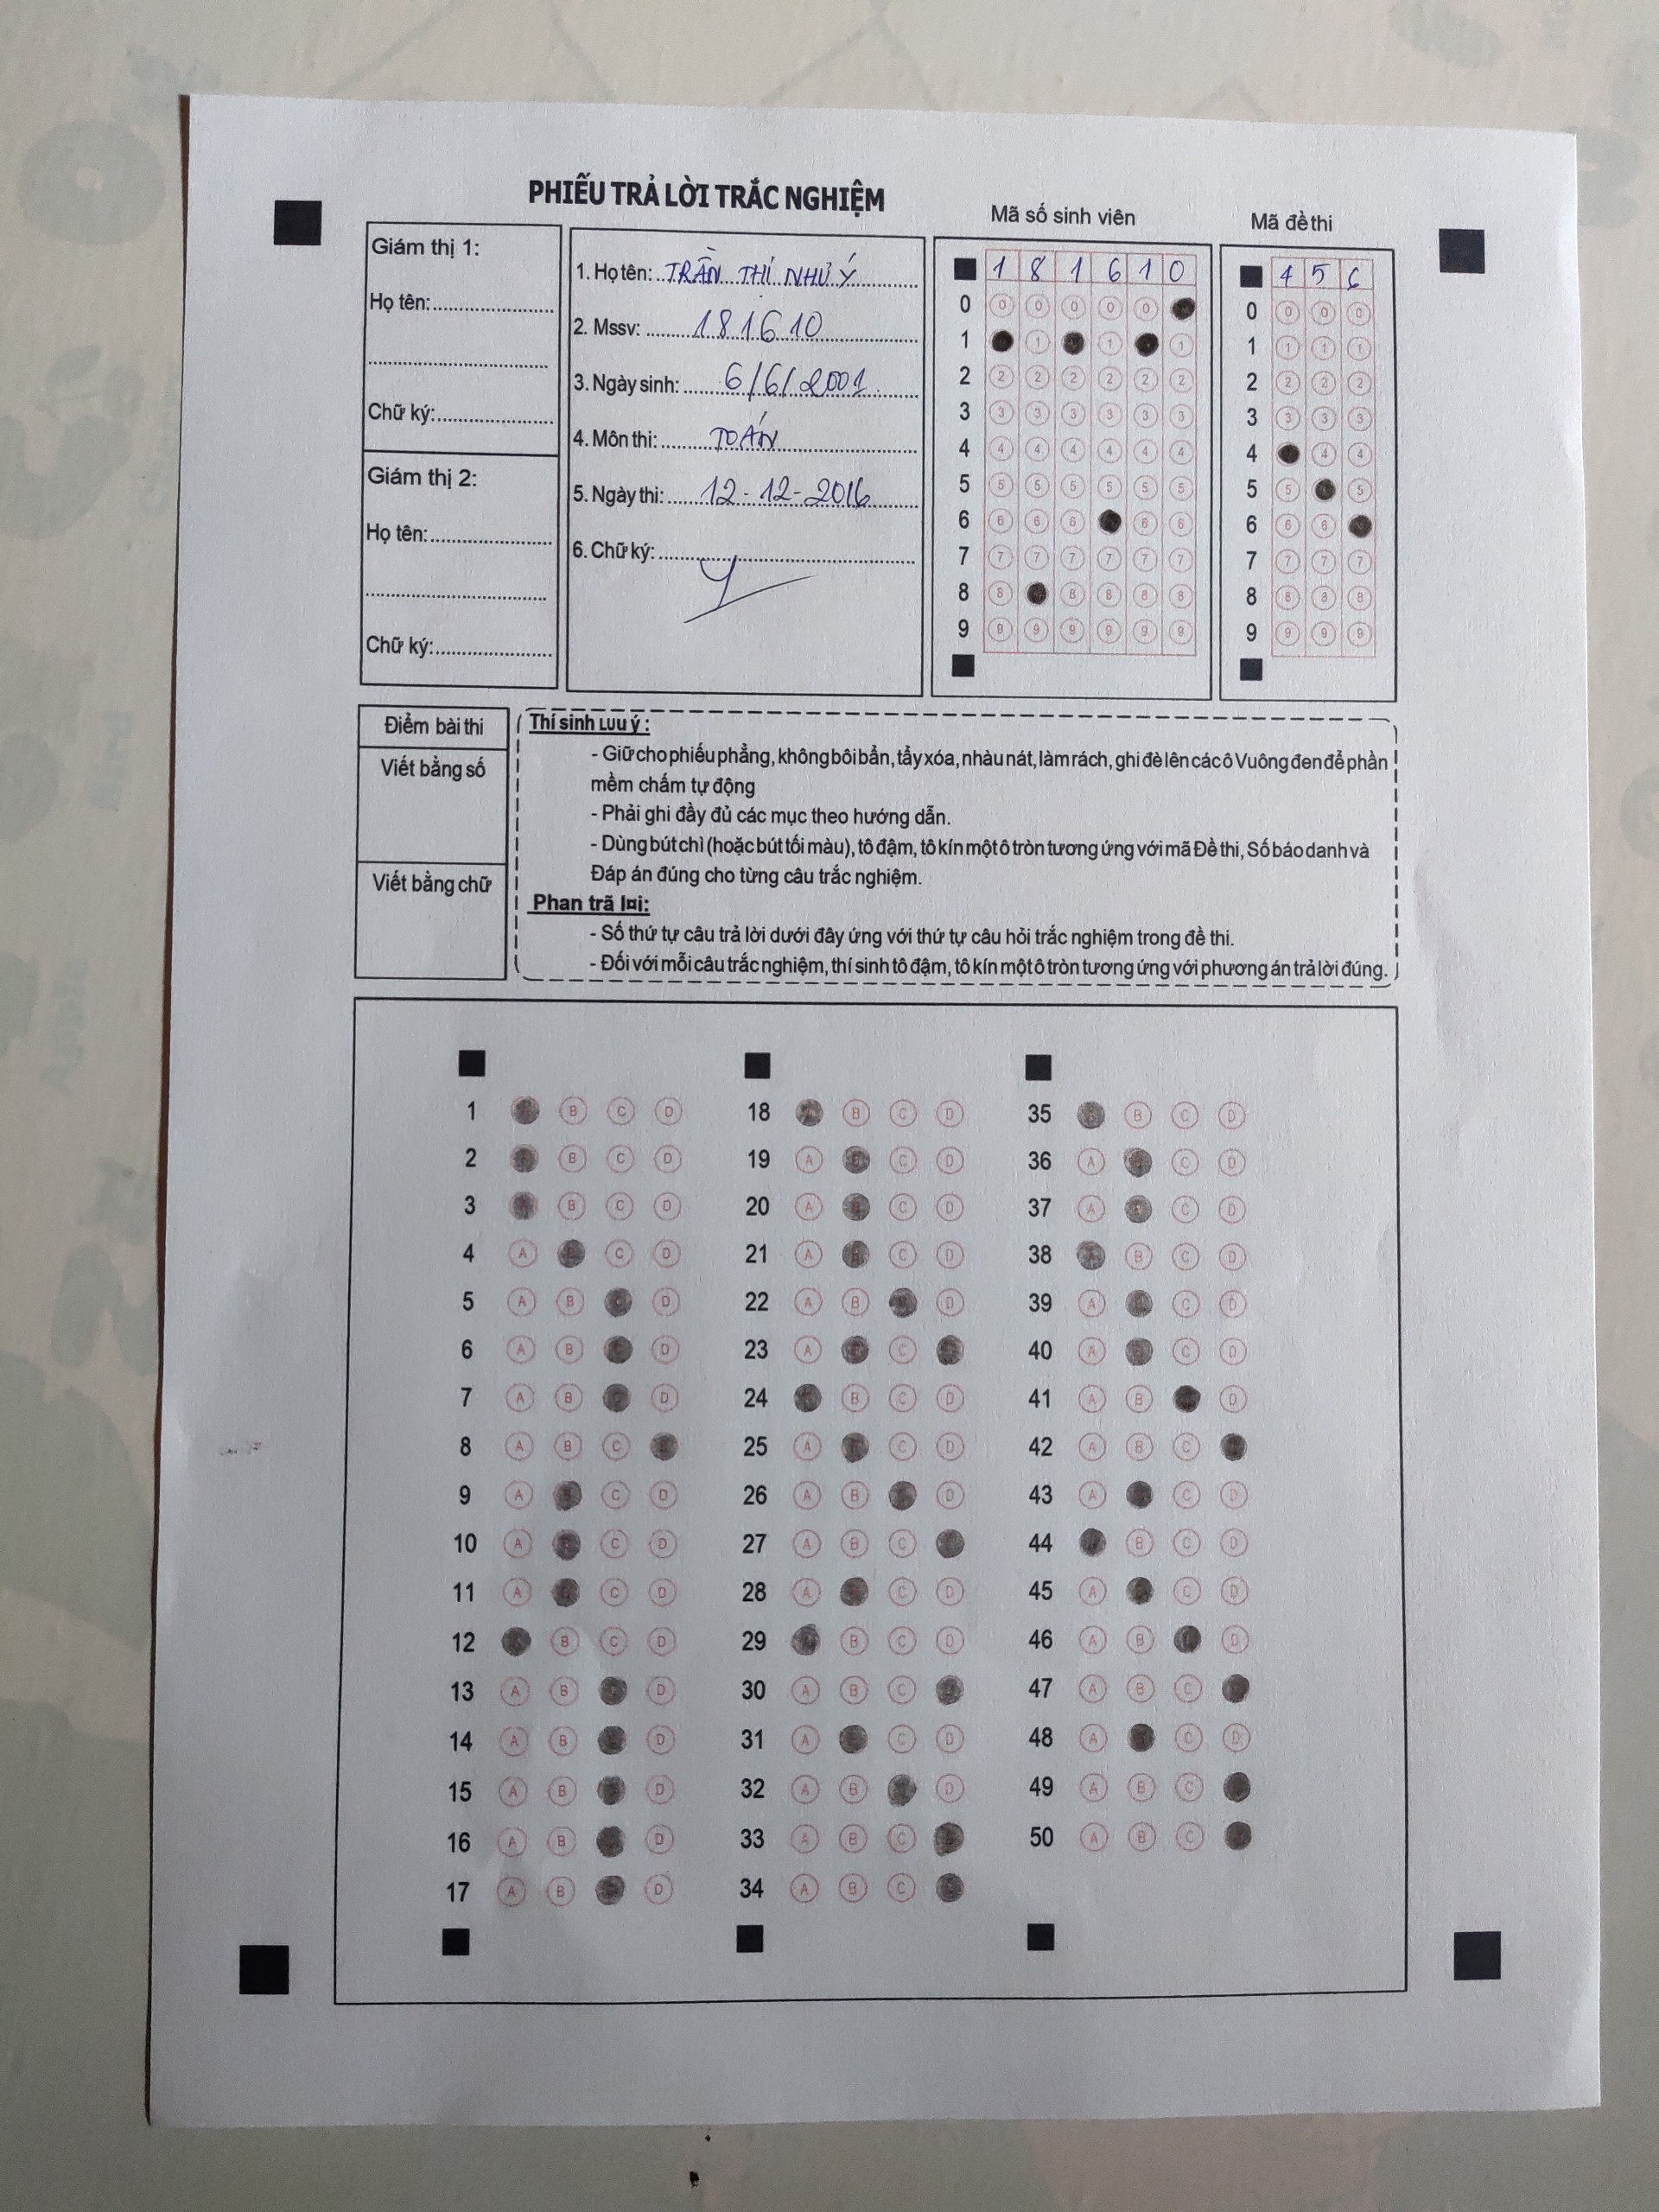 PHIẾU TRẢ LỜI TRẮC NGHIỆM
Giám thị 1:
Họ tên:
Chữ ký:
Giám thị 2:
Họ tên:
Chữ ký:
1. Họ tên: TRẦN THỊ NHƯ Ý
2. Mssv: 181610
3. Ngày sinh: 6/6/2001
4. Môn thi: TOÁN
5. Ngày thi: 12-12-2016
6. Chữ ký:
Mã số sinh viên
1 8 1 6 1 0
0 0 0 0 0 0
1 1 1 1
2 2 2 2 2 2 2
3 3 3 3 3 3 3
4 4 4 4 4 4 4
5 5 5 5 5 5 5
6 6 6 6 6 6
7 7 7 7 7 7 7
8 8 8 8 8 8
9 9 9 9 9 9 9
Mã đề thi
4 5 6
0 0 0 0
1 1 1 1
2 2 2 2
3 3 3 3
4 4 4
5 5 5
6 6 6
7 7 7 7
8 8 8 8
9 9 9 9
Điểm bài thi
Viết bằng số
Viết bằng chữ
Thí sinh LƯU ý :
- Giữ cho phiếu phẳng, không bôi bẩn, tẩy xóa, nhàu nát, làm rách, ghi đè lên các ô Vuông đen để phần
mềm chấm tự động
- Phải ghi đầy đủ các mục theo hướng dẫn.
- Dùng bút chì (hoặc bút tối màu), tô đậm, tô kín một ô tròn tương ứng với mã Đề thi, Số báo danh và
Đáp án đúng cho từng câu trắc nghiệm.
Phan trã l¤i:
- Số thứ tự câu trả lời dưới đây ứng với thứ tự câu hỏi trắc nghiệm trong đề thi.
- Đối với mỗi câu trắc nghiệm, thí sinh tô đậm, tô kín một ô tròn tương ứng với phương án trả lời đúng.
1 B C D
2 B C D
3 B C D
4 A C D
5 A B D
6 A B D
7 A B D
8 A B C
9 A C D
10 A C D
11 A C D
12 B C D
13 A B D
14 A B D
15 A B D
16 A B D
17 A B D
18 B C D
19 A C D
20 A C D
21 A C D
22 A B D
23 A C
24 B C D
25 A C D
26 A B D
27 A B C
28 A C D
29 B C D
30 A B C
31 A C D
32 A B D
33 A B C
34 A B C
35 B C D
36 A C D
37 A C D
38 B C D
39 A C D
40 A C D
41 A B D
42 A B C
43 A C D
44 B C D
45 A C D
46 A B D
47 A B C
48 A C D
49 A B C
50 A B C